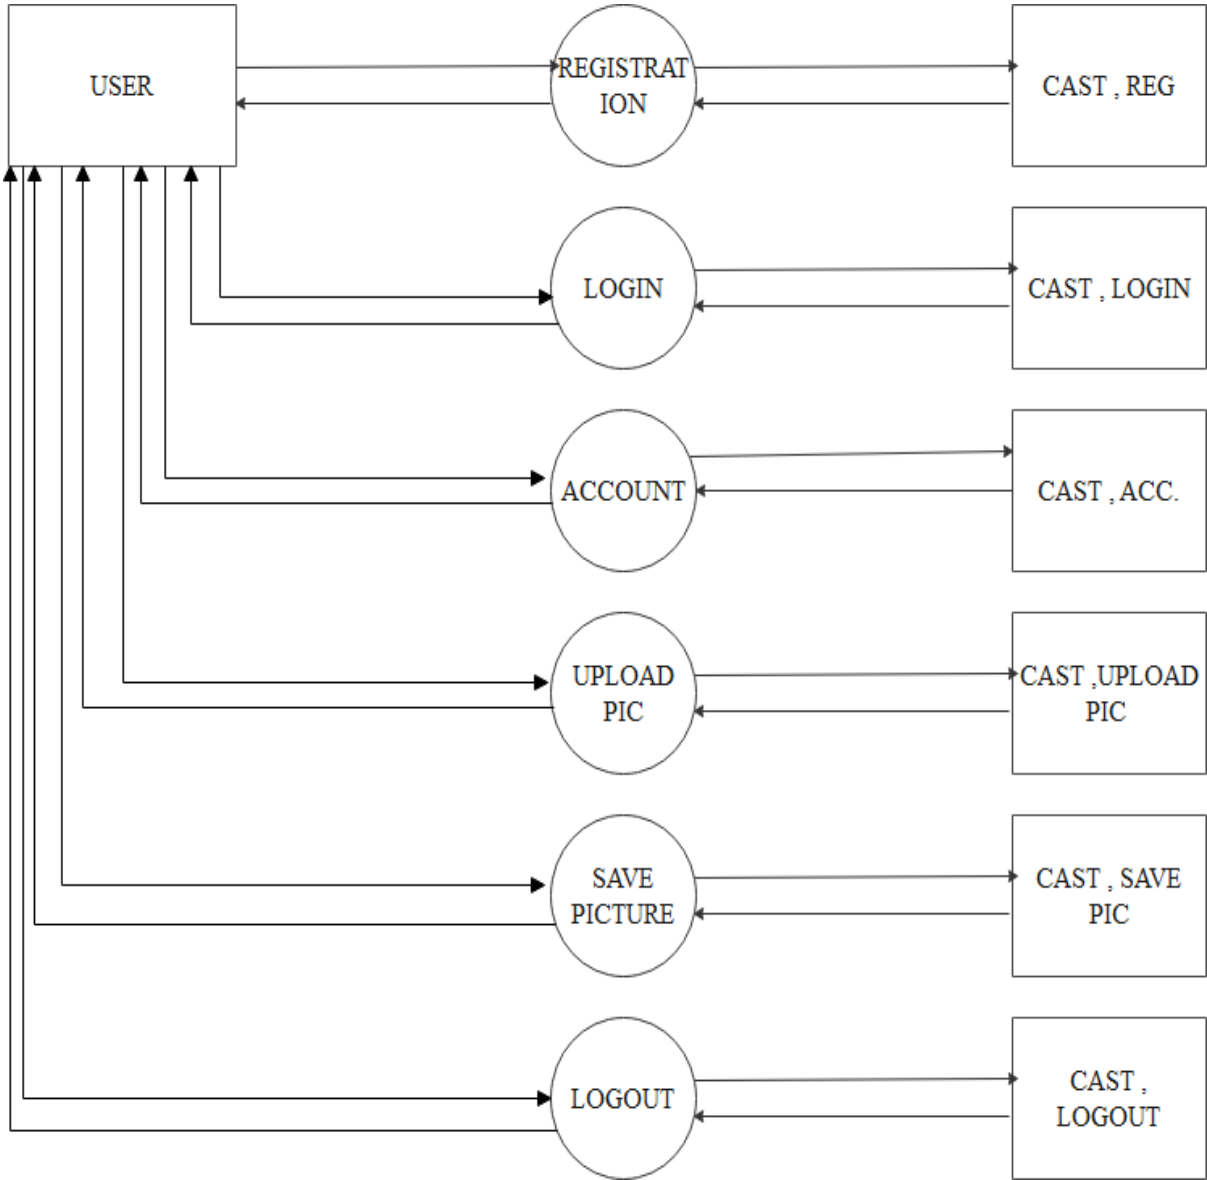 USER
REGISTRAT
ION
CAST , REG
LOGIN
CAST , LOGIN
ACCOUNT
CAST , ACC.
UPLOAD
PIC
CAST ,UPLOAD
PIC
SAVE
PICTURE
CAST , SAVE
PIC
LOGOUT
CAST ,
LOGOUT